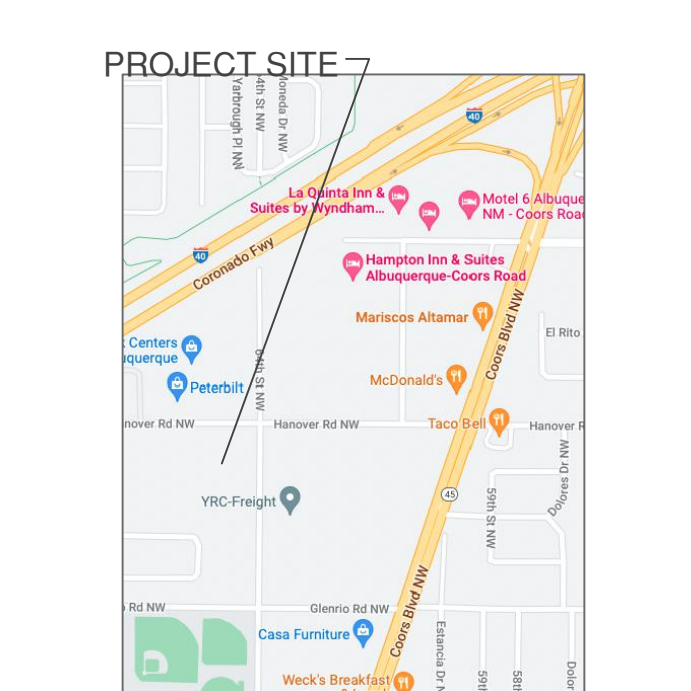 PROJECT SITE
Yarbrough Pl NW
64th St NW
Moneda Dr NW
40
La Quinta Inn &
Suites by Wyndham...
Motel 6 Albuque
NM - Coors Road
40
Coronado Fwy
Hampton Inn & Suites
Albuquerque-Coors Road
Mariscos Altamar
Coors Blvd NW
El Rito
k Centers
uquerque
Peterbilt
64th St NW
McDonald's
nover Rd NW
Hanover Rd NW
Taco Bell
Hanover R
Dolores Dr NW
45
59th St NW
YRC-Freight
o Rd NW
Glenrio Rd NW
Coors Blvd NW
Casa Furniture
Estancia Dr N
Weck's Breakfast
59th
58th
Dolor